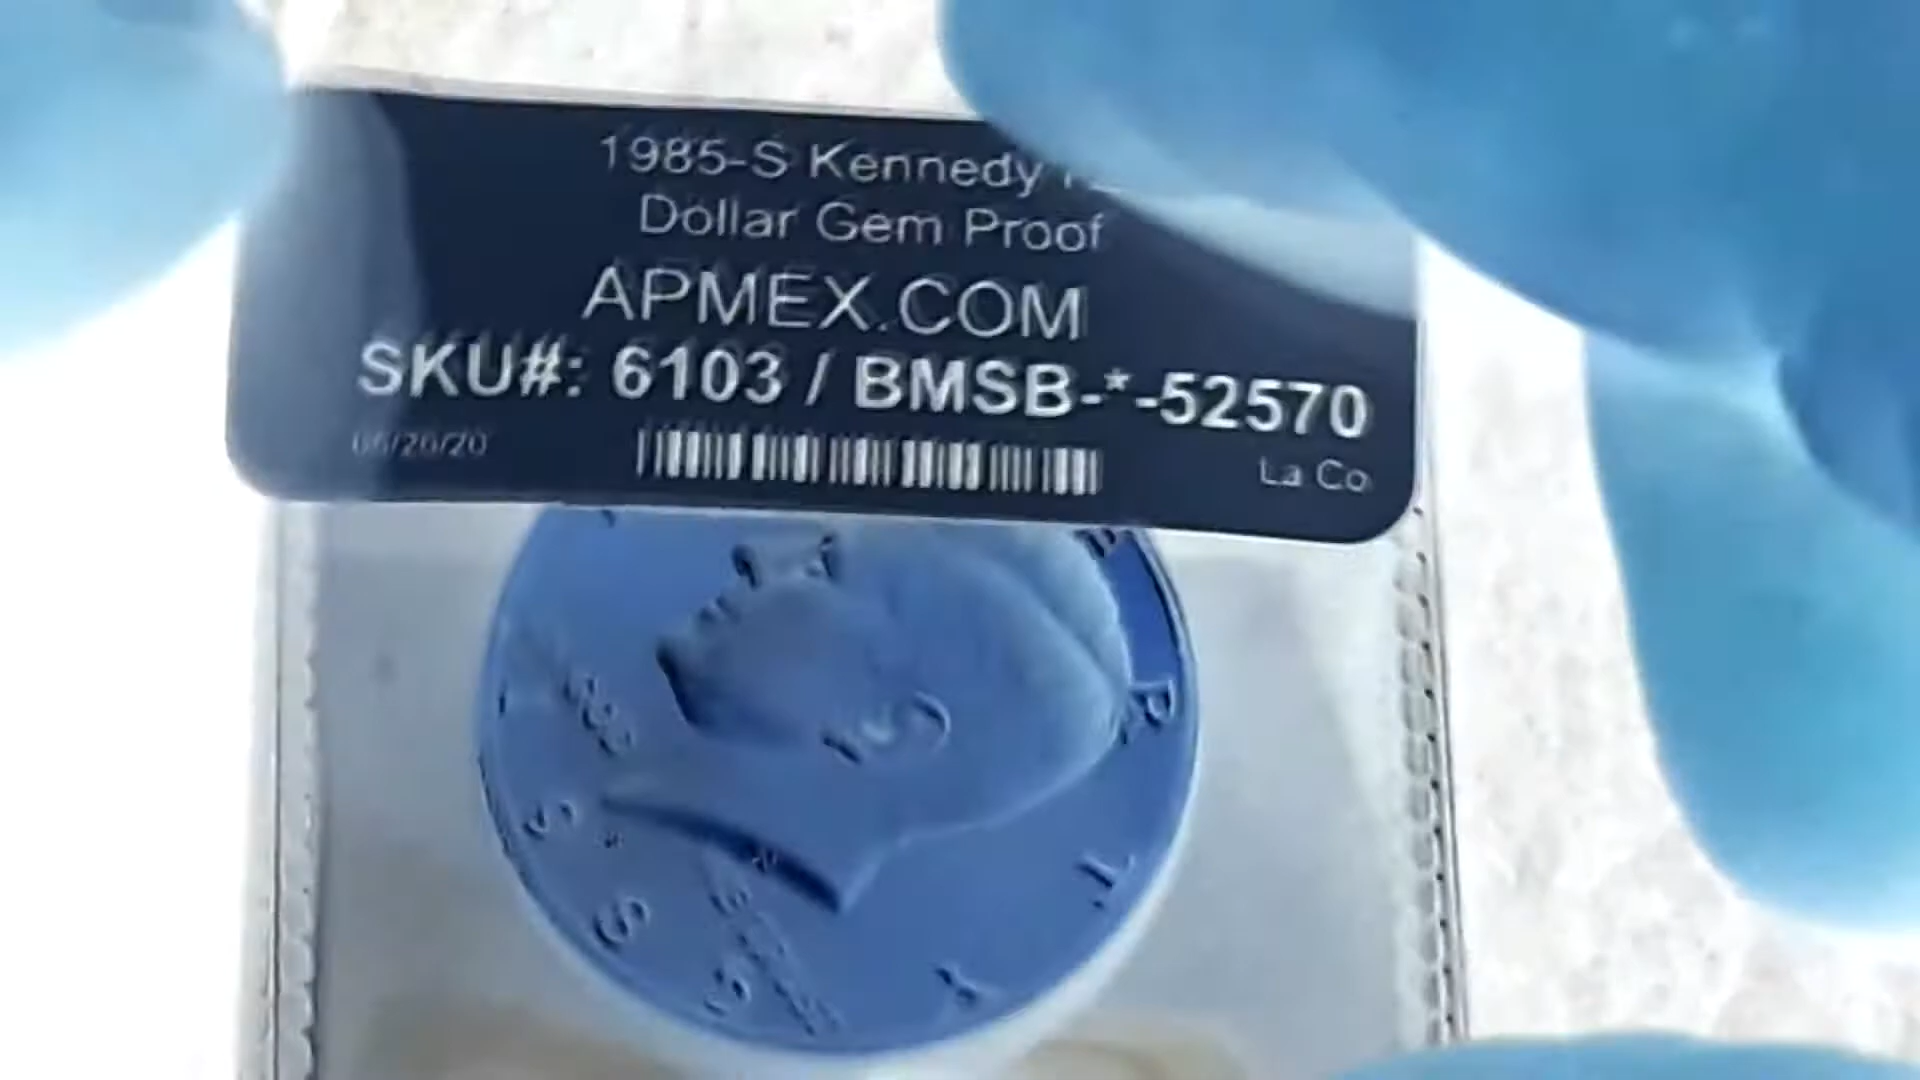 1985-S Kennedy
Dollar Gem Proof
APMEX.COM
SKU#: 6103 / BMSB-*-52570
La Co